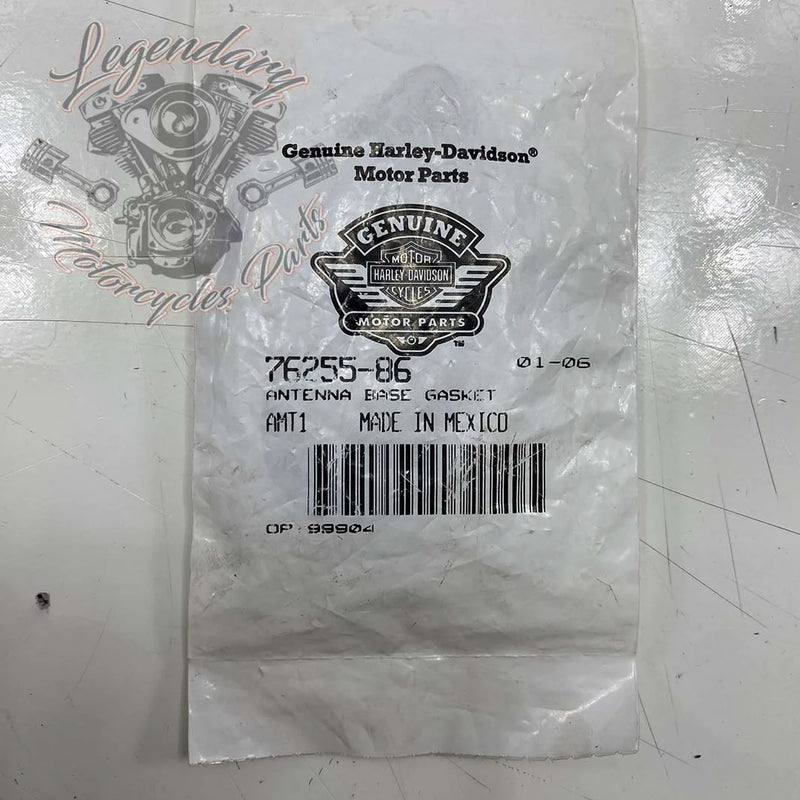 Legendary
Motorcycles Parts
Genuine Harley-Davidson®
Motor Parts
GENUINE
MOTOR
HARLEY-DAVIDSON
CYCLES
MOTOR PARTS
TM
76255-86 01-06
ANTENNA BASE GASKET
AMT1 MADE IN MEXICO
OP 99904